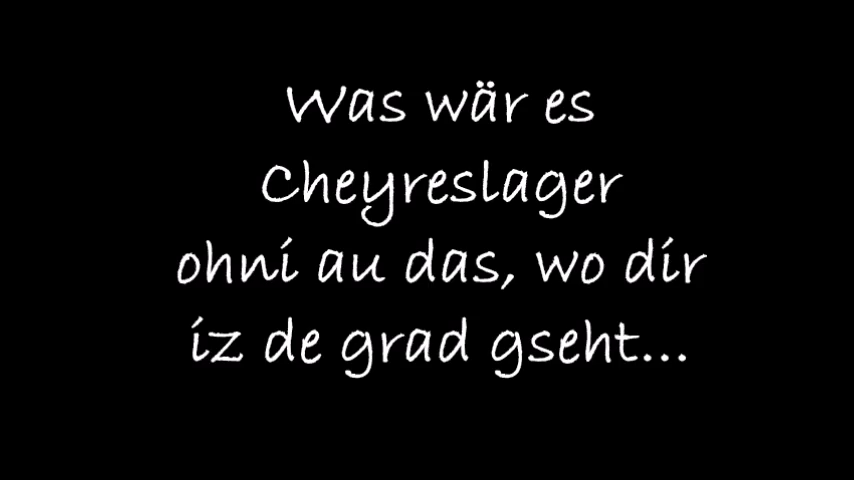 Was wär es
Cheyreslager
ohni au das, wo dir
iz de grad gseht...